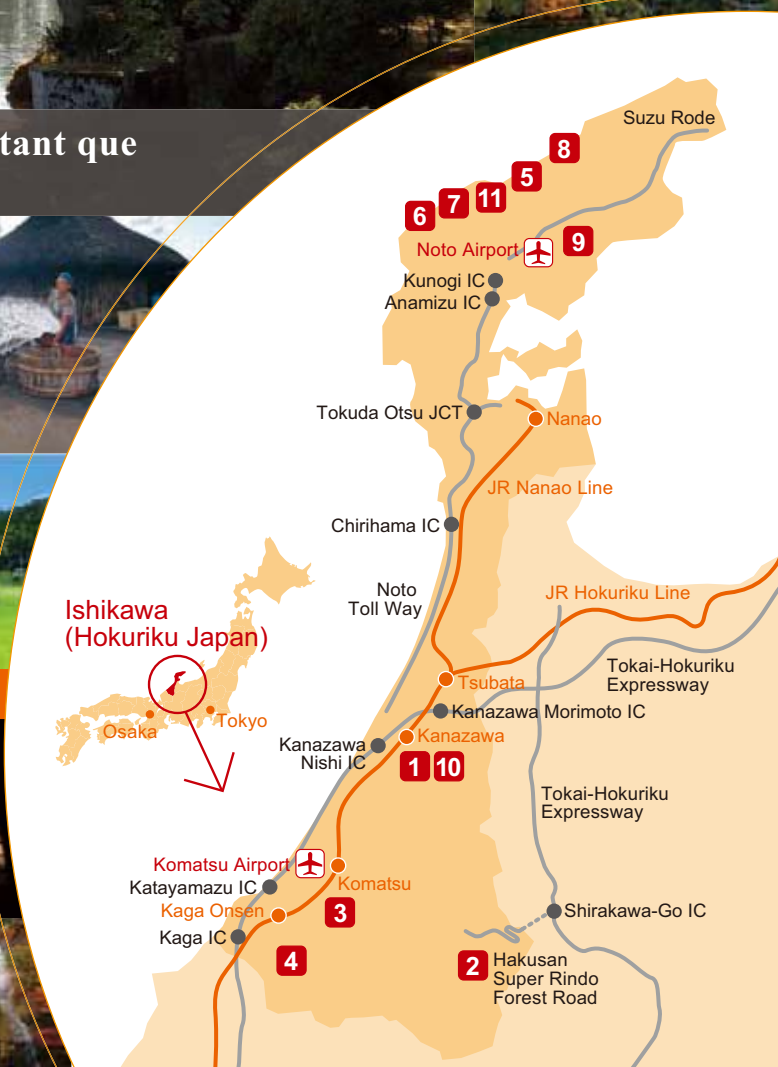 tant que
Suzu Rode
8
5
11
7
6
9
Noto Airport
Kunogi IC
Anamizu IC
Tokuda Otsu JCT
Nanao
JR Nanao Line
Chirihama IC
Noto
Toll Way
JR Hokuriku Line
Ishikawa
(Hokuriku Japan)
Osaka
Tokyo
Tsubata
Tokai-Hokuriku
Expressway
Kanazawa Morimoto IC
Kanazawa
Kanazawa
Nishi IC
1
10
Tokai-Hokuriku
Expressway
Komatsu Airport
Katayamazu IC
Komatsu
Kaga Onsen
3
Shirakawa-Go IC
Kaga IC
4
2
Hakusan
Super Rindo
Forest Road